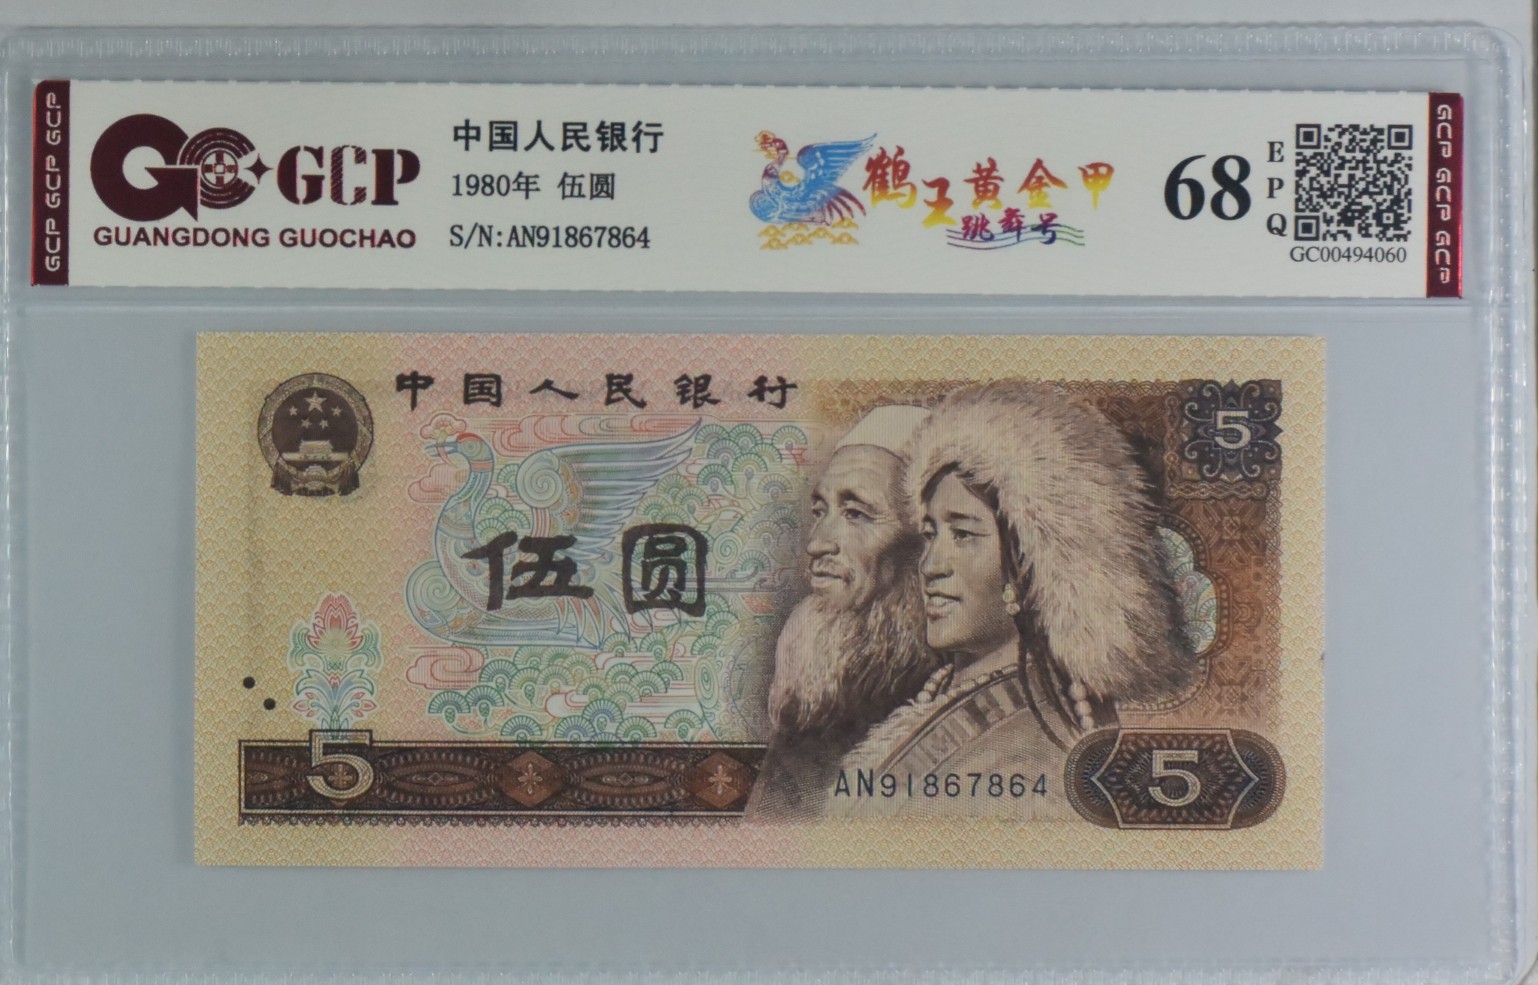 GCP GCP GCP
GC GCP
GUANGDONG GUOCHAO
中国人民银行
1980年 伍圆
S/N:AN91867864
鹤王黄金甲
跳舞号
68
EPQ
GC00494060
GCP GCP GCP
中国人民银行
5
伍圆
5
AN91867864
5